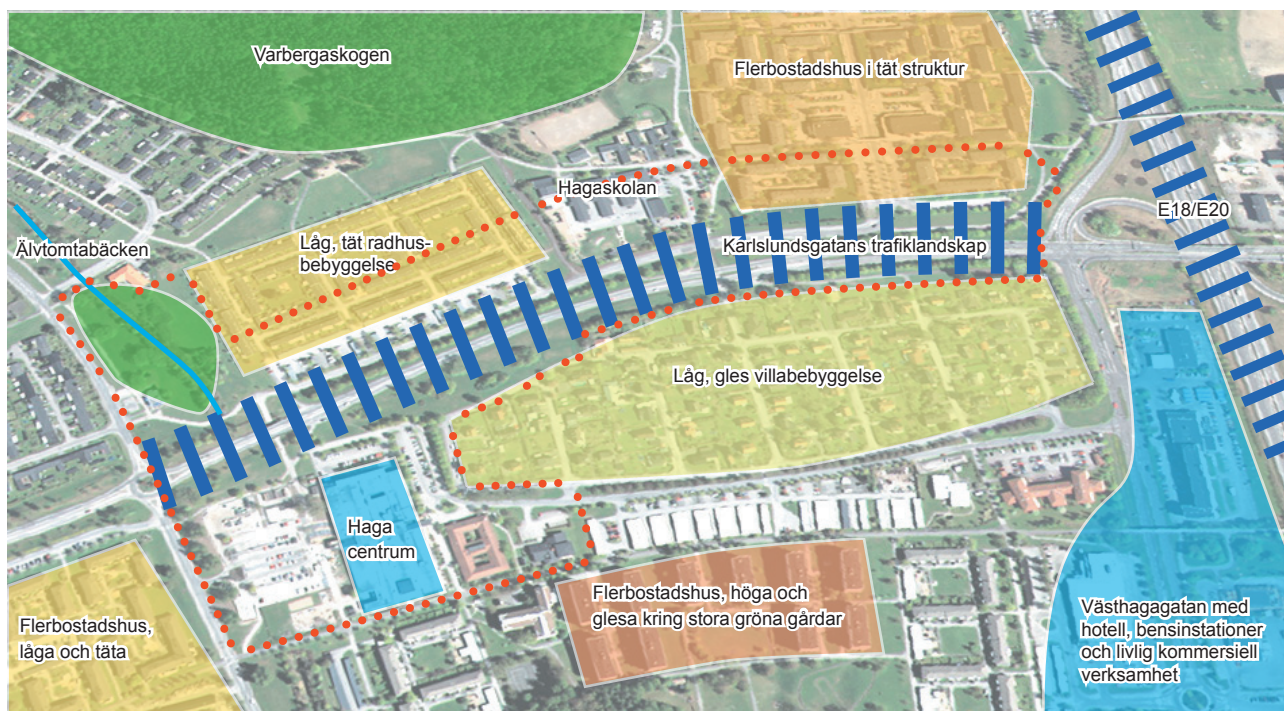 Varbergaskogen
Flerbostadshus i tät struktur
Hagaskolan
E18/E20
Älvtomtabäcken
Låg, tät radhus-
bebyggelse
Karlslundsgatans trafiklandskap
Låg, gles villabebyggelse
Haga
centrum
Flerbostadshus, höga och
glesa kring stora gröna gårdar
Flerbostadshus,
låga och täta
Västhagagatan med
hotell, bensinstationer
och livlig kommersiell
verksamhet